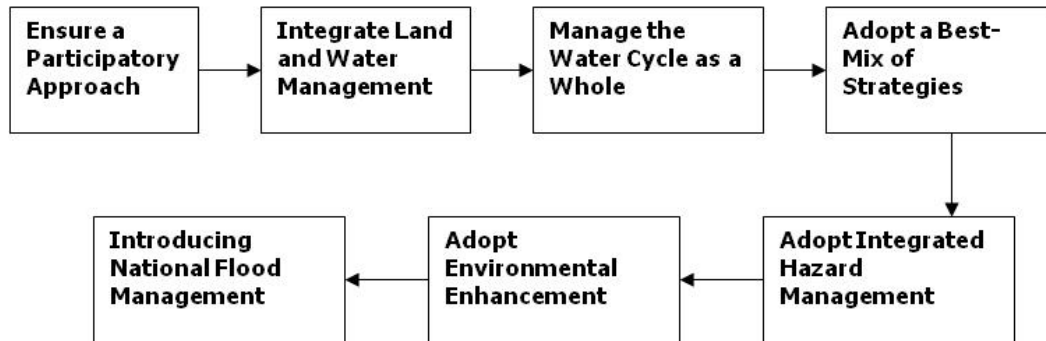 Ensure a
Participatory
Approach
Integrate Land
and Water
Management
Manage the
Water Cycle as a
Whole
Adopt a Best-
Mix of
Strategies
Adopt Integrated
Hazard
Management
Adopt
Environmental
Enhancement
Introducing
National Flood
Management